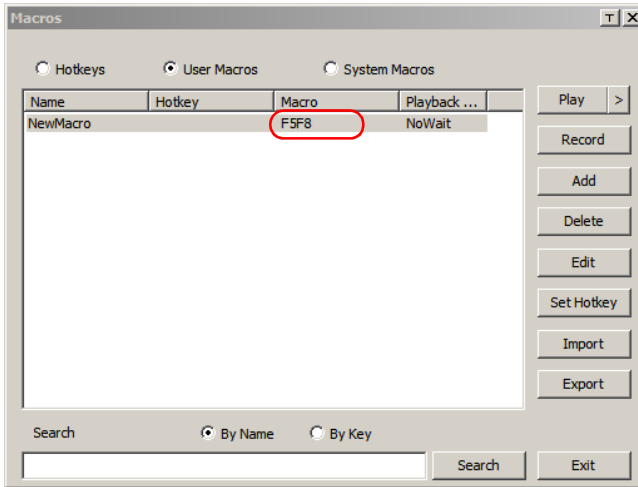 Macros T X
Hotkeys User Macros System Macros
Name Hotkey Macro Playback ... Play >
NewMacro F5F8 NoWait
Record
Add
Delete
Edit
Set Hotkey
Import
Export
Search By Name By Key
Search Exit